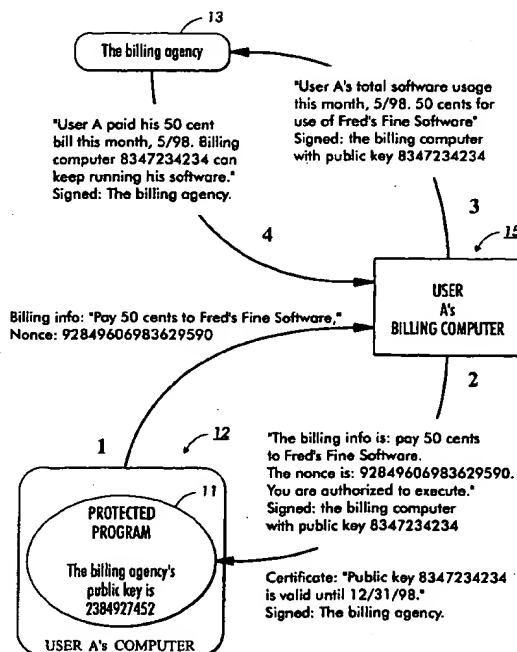 13
The billing agency
"User A paid his 50 cent
bill this month, 5/98. Billing
computer 8347234234 can
keep running his software."
Signed: The billing agency.
"User A's total software usage
this month, 5/98. 50 cents for
use of Fred's Fine Software"
Signed: the billing computer
with public key 8347234234
4
3
15
USER
A's
BILLING COMPUTER
Billing info: "Pay 50 cents to Fred's Fine Software,"
Nonce: 92849606983629590
1
12
2
"The billing info is: pay 50 cents
to Fred's Fine Software.
The nonce is: 92849606983629590.
You are authorized to execute."
Signed: the billing computer
with public key 8347234234
11
PROTECTED
PROGRAM
The billing agency's
public key is
2384927452
Certificate: "Public key 8347234234
is valid until 12/31/98."
Signed: The billing agency.
USER A's COMPUTER